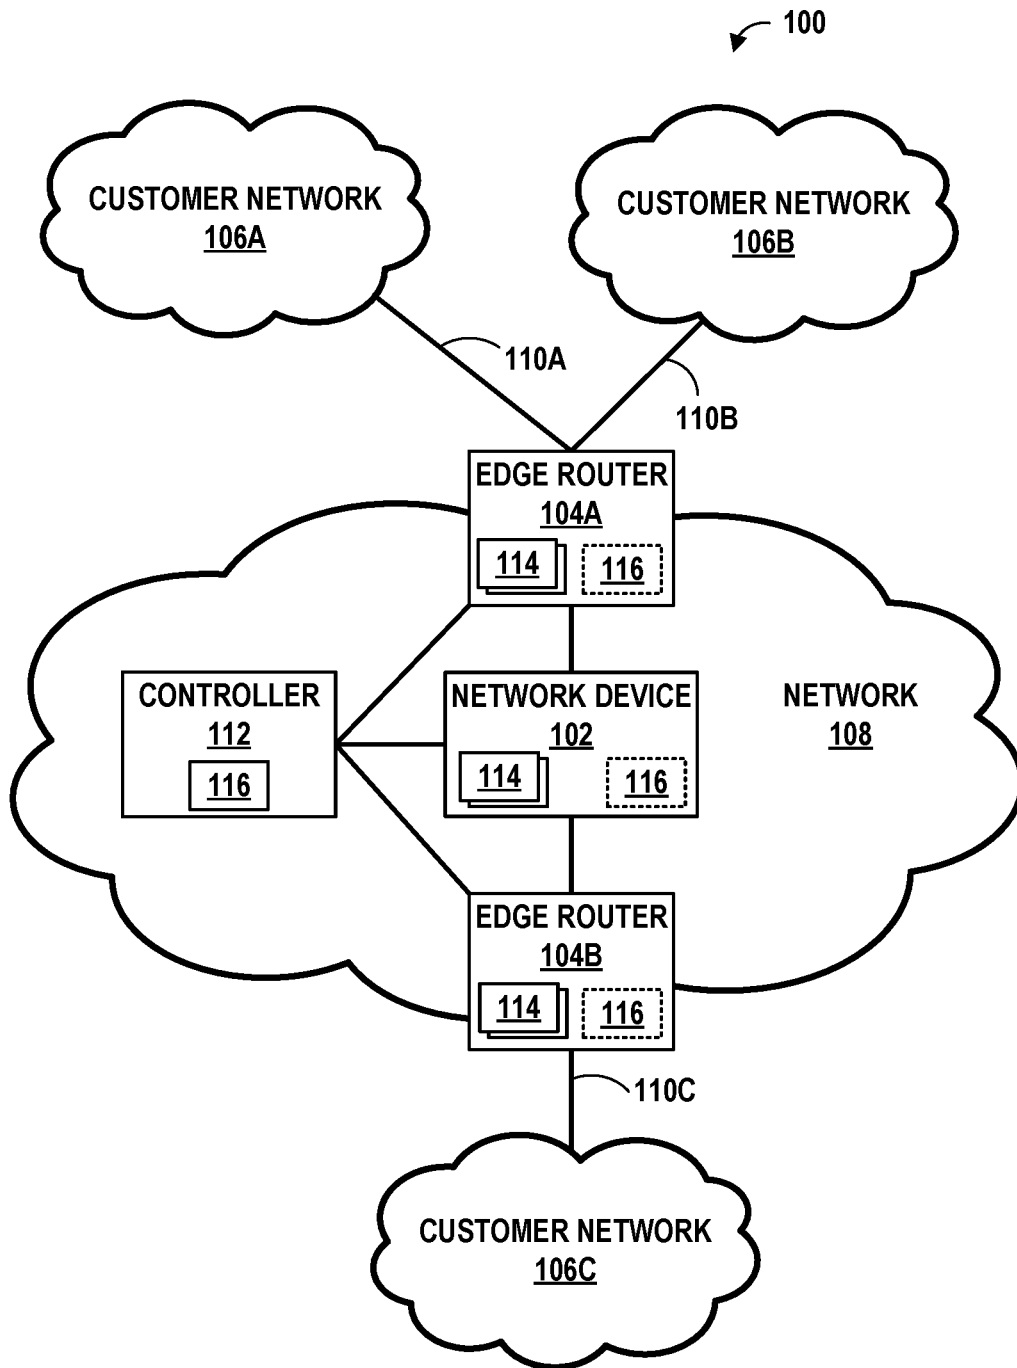 100
CUSTOMER NETWORK
106A
CUSTOMER NETWORK
106B
110A
110B
EDGE ROUTER
104A
114
116
CONTROLLER
112
116
NETWORK DEVICE
102
114
116
NETWORK
108
EDGE ROUTER
104B
114
116
110C
CUSTOMER NETWORK
106C